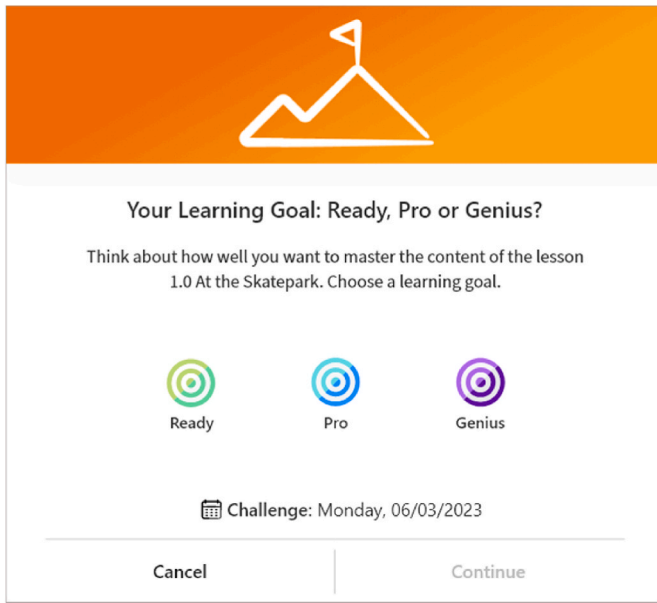 Your Learning Goal: Ready, Pro or Genius?
Think about how well you want to master the content of the lesson
1.0 At the Skatepark. Choose a learning goal.
Ready
Pro
Genius
Challenge: Monday, 06/03/2023
Cancel
Continue